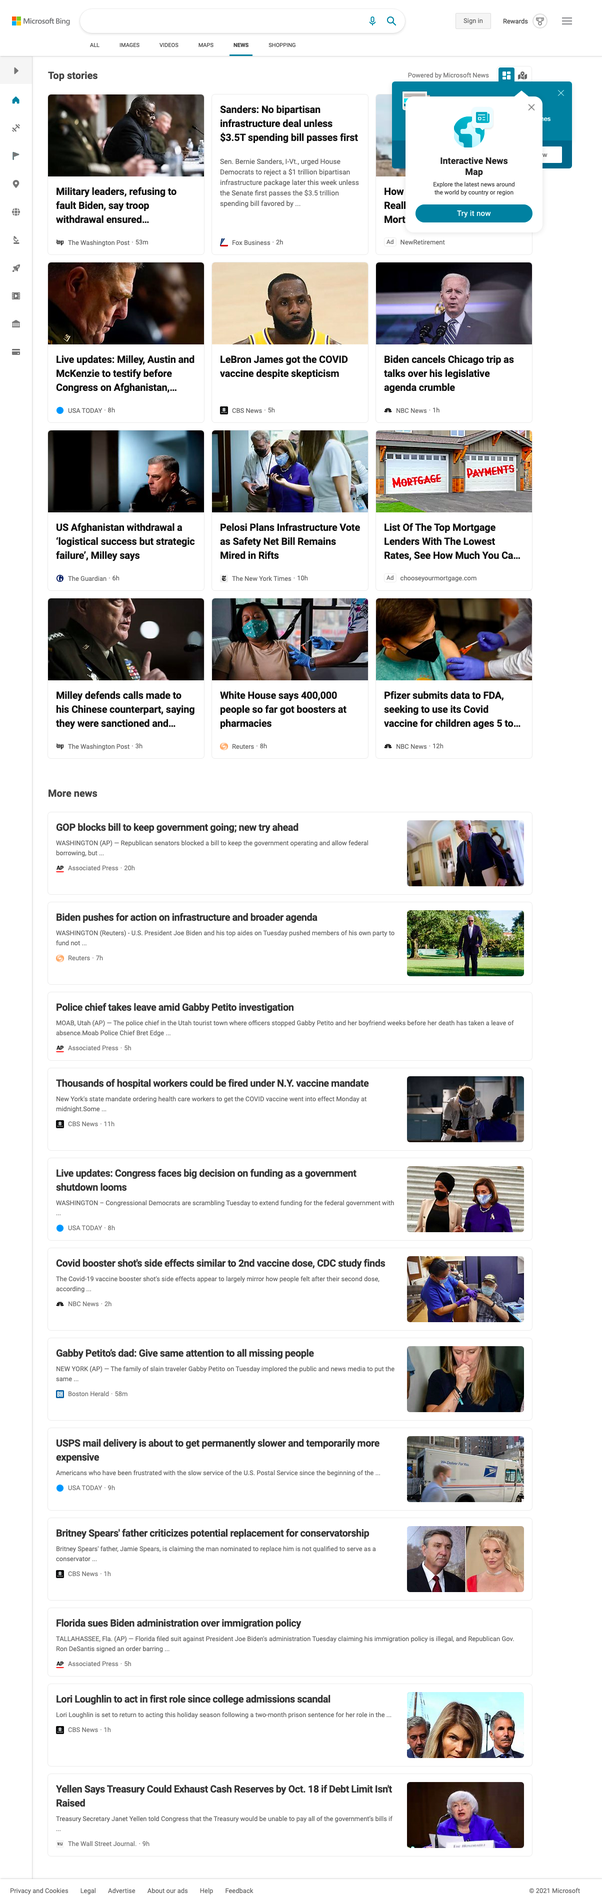 Microsoft Bing
Sign in
Rewards
ALL
IMAGES
VIDEOS
MAPS
NEWS
SHOPPING
Top stories
Powered by Microsoft News
Interactive News
Map
Explore the latest news around
the world by country or region
Try it now
Military leaders, refusing to
fault Biden, say troop
withdrawal ensured...
The Washington Post · 53m
Sanders: No bipartisan
infrastructure deal unless
$3.5T spending bill passes first
Sen. Bernie Sanders, I-Vt., urged House
Democrats to reject a $1 trillion bipartisan
infrastructure package later this week unless
the Senate first passes the $3.5 trillion
spending bill favored by ...
Fox Business · 2h
How
Reall
Mort
Ad NewRetirement
Live updates: Milley, Austin and
McKenzie to testify before
Congress on Afghanistan,...
USA TODAY · 8h
LeBron James got the COVID
vaccine despite skepticism
CBS News · 5h
Biden cancels Chicago trip as
talks over his legislative
agenda crumble
NBC News · 1h
US Afghanistan withdrawal a
‘logistical success but strategic
failure’, Milley says
The Guardian · 6h
Pelosi Plans Infrastructure Vote
as Safety Net Bill Remains
Mired in Rifts
The New York Times · 10h
MORTGAGE
PAYMENTS
List Of The Top Mortgage
Lenders With The Lowest
Rates, See How Much You Ca...
Ad chooseyourmortgage.com
Milley defends calls made to
his Chinese counterpart, saying
they were sanctioned and...
The Washington Post · 3h
White House says 400,000
people so far got boosters at
pharmacies
Reuters · 8h
Pfizer submits data to FDA,
seeking to use its Covid
vaccine for children ages 5 to...
NBC News · 12h
More news
GOP blocks bill to keep government going; new try ahead
WASHINGTON (AP) — Republican senators blocked a bill to keep the government operating and allow federal
borrowing, but ...
AP Associated Press · 20h
Biden pushes for action on infrastructure and broader agenda
WASHINGTON (Reuters) - U.S. President Joe Biden and his top aides on Tuesday pushed members of his own party to
fund not ...
Reuters · 7h
Police chief takes leave amid Gabby Petito investigation
MOAB, Utah (AP) — The police chief in the Utah tourist town where officers stopped Gabby Petito and her boyfriend weeks before her death has taken a leave of
absence.Moab Police Chief Bret Edge ...
AP Associated Press · 5h
Thousands of hospital workers could be fired under N.Y. vaccine mandate
New York's state mandate ordering health care workers to get the COVID vaccine went into effect Monday at
midnight.Some ...
CBS News · 11h
Live updates: Congress faces big decision on funding as a government
shutdown looms
WASHINGTON – Congressional Democrats are scrambling Tuesday to extend funding for the federal government with
...
USA TODAY · 8h
Covid booster shot's side effects similar to 2nd vaccine dose, CDC study finds
The Covid-19 vaccine booster shot's side effects appear to largely mirror how people felt after their second dose,
according ...
NBC News · 2h
Gabby Petito's dad: Give same attention to all missing people
NEW YORK (AP) — The family of slain traveler Gabby Petito on Tuesday implored the public and news media to put the
same ...
Boston Herald · 58m
USPS mail delivery is about to get permanently slower and temporarily more
expensive
Americans who have been frustrated with the slow service of the U.S. Postal Service since the beginning of the ...
USA TODAY · 9h
Britney Spears' father criticizes potential replacement for conservatorship
Britney Spears' father, Jamie Spears, is claiming the man nominated to replace him is not qualified to serve as a
conservator ...
CBS News · 1h
Florida sues Biden administration over immigration policy
TALLAHASSEE, Fla. (AP) — Florida filed suit against President Joe Biden's administration Tuesday claiming his immigration policy is illegal, and Republican Gov.
Ron DeSantis signed an order barring ...
AP Associated Press · 5h
Lori Loughlin to act in first role since college admissions scandal
Lori Loughlin is set to return to acting this holiday season following a two-month prison sentence for her role in the ...
CBS News · 1h
Yellen Says Treasury Could Exhaust Cash Reserves by Oct. 18 if Debt Limit Isn't
Raised
Treasury Secretary Janet Yellen told Congress that the Treasury would be unable to pay all of the government's bills if
...
The Wall Street Journal. · 9h
Privacy and Cookies
Legal
Advertise
About our ads
Help
Feedback
© 2021 Microsoft